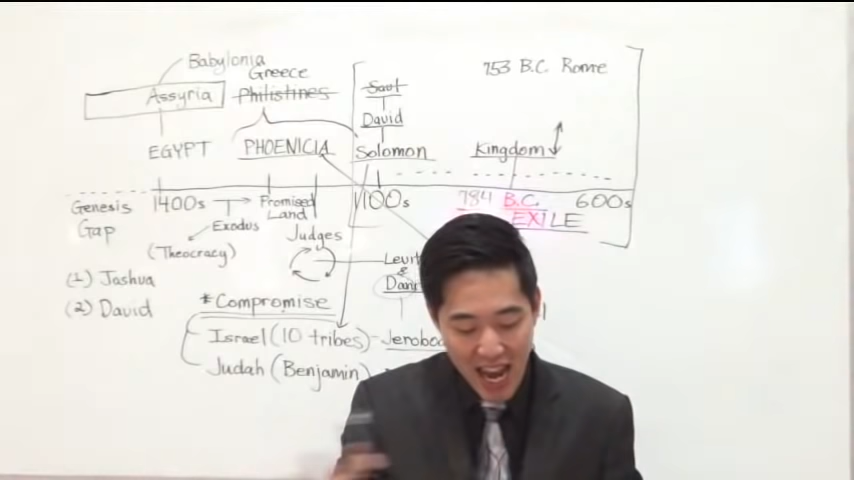 Babylonia
Greece
753 B.C. Rome
Assyria
Philistines
Saul
David
EGYPT
PHOENICIA
Solomon
Kingdom
Genesis
Gap
1400s
Promised
Land
1100s
784 B.C.
600s
EXILE
Exodus
(Theocracy)
Judges
(1) Joshua
(2) David
&
*Compromise
Israel (10 tribes) -
Judah (Benjamin)